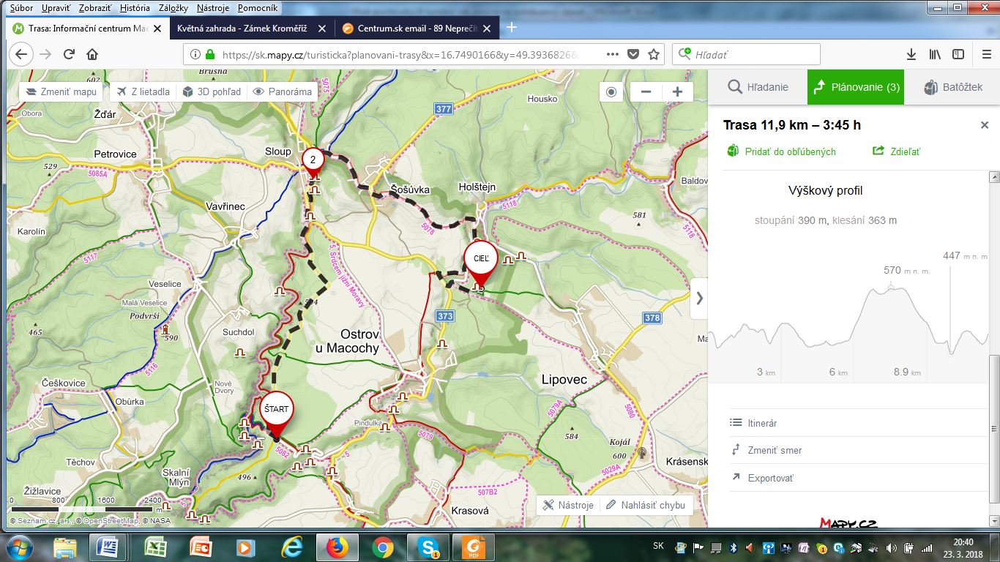 Súbor Upraviť Zobraziť História Záložky Nástroje Pomocník
Trasa: Informační centrum Mac
Květná zahrada - Zámek Kroměříž
Centrum.sk email - 89 Neprečít
https://sk.mapy.cz/turisticka?planovani-trasy&x=16.7490166&y=49.3936826&
Hľadať
Zmeniť mapu
Z lietadla
3D pohľad
Panoráma
Hľadanie
Plánovanie (3)
Batôžtek
Trasa 11,9 km – 3:45 h
Pridať do obľúbených
Zdieľať
Výškový profil
stoupání 390 m, klesání 363 m
447 m n. m
570 m n. m.
3 km
6 km
8.9 km
Itinerár
Zmeniť smer
Exportovať
MAPY.CZ
602
Brušná
5075
377
Housko
Obora
Žďár
Petrovice
Sloup
2
529
5085A
Šošůvka
Holštejn
Baldov
5118
581
5118
Vavřinec
Karolín
5078
5117
5. Srdcem jižní Moravy
CIEĽ
Veselice
Malá Veselice
Podvrší
590
465
Suchdol
514
373
378
Ostrov
u Macochy
Lipovec
5116
Češkovice
Nové
Dvory
Obůrka
ŠTART
Pindulka
5079A
5080
5079
584
Kojál
600
5082
5
Těchov
Skalní
Mlýn
496
Krásensk
5029A
507B2
Žižlavice
Krasová
0 800 1600 2400
m
© Seznam.cz, a.s., © OpenStreetMap, © NASA
Nástroje
Nahlásiť chybu
SK
20:40
23. 3. 2018